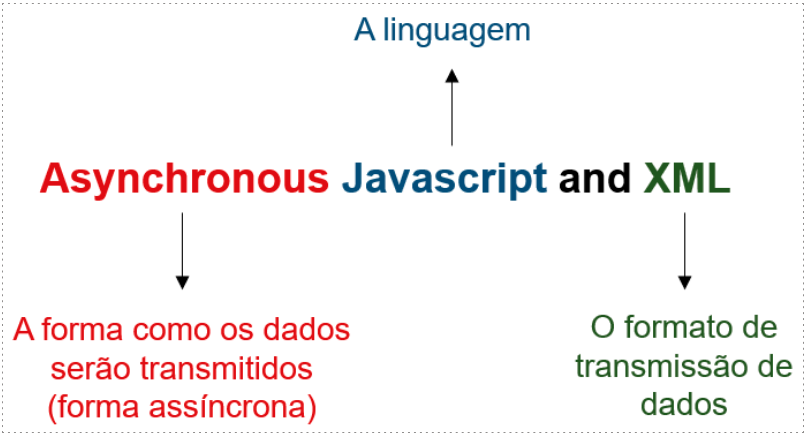 A linguagem
Asynchronous Javascript and XML
A forma como os dados
serão transmitidos
(forma assíncrona)
O formato de
transmissão de
dados